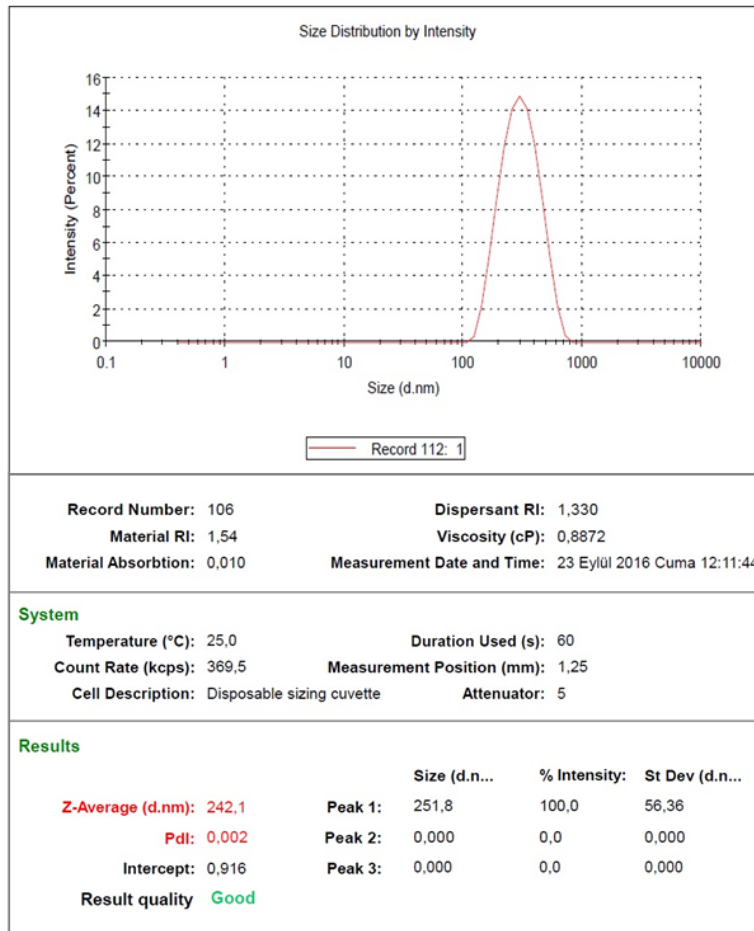 Size Distribution by Intensity
16
14
12
10
8
6
4
2
0
Intensity (Percent)
0.1 1 10 100 1000 10000
Size (d.nm)
Record 112: 1
Record Number: 106 Dispersant RI: 1,330
Material RI: 1,54 Viscosity (cP): 0,8872
Material Absorbtion: 0,010 Measurement Date and Time: 23 Eylül 2016 Cuma 12:11:44
System
Temperature (°C): 25,0 Duration Used (s): 60
Count Rate (kcps): 369,5 Measurement Position (mm): 1,25
Cell Description: Disposable sizing cuvette Attenuator: 5
Results
Size (d.n... % Intensity: St Dev (d.n...
Z-Average (d.nm): 242,1 Peak 1: 251,8 100,0 56,36
PdI: 0,002 Peak 2: 0,000 0,0 0,000
Intercept: 0,916 Peak 3: 0,000 0,0 0,000
Result quality Good